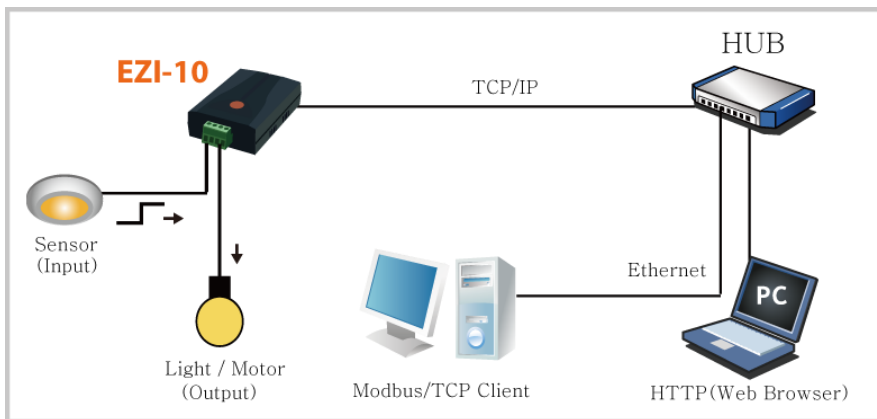 HUB
EZI-10
TCP/IP
Sensor
(Input)
Ethernet
PC
Light / Motor
(Output)
Modbus/TCP Client
HTTP(Web Browser)